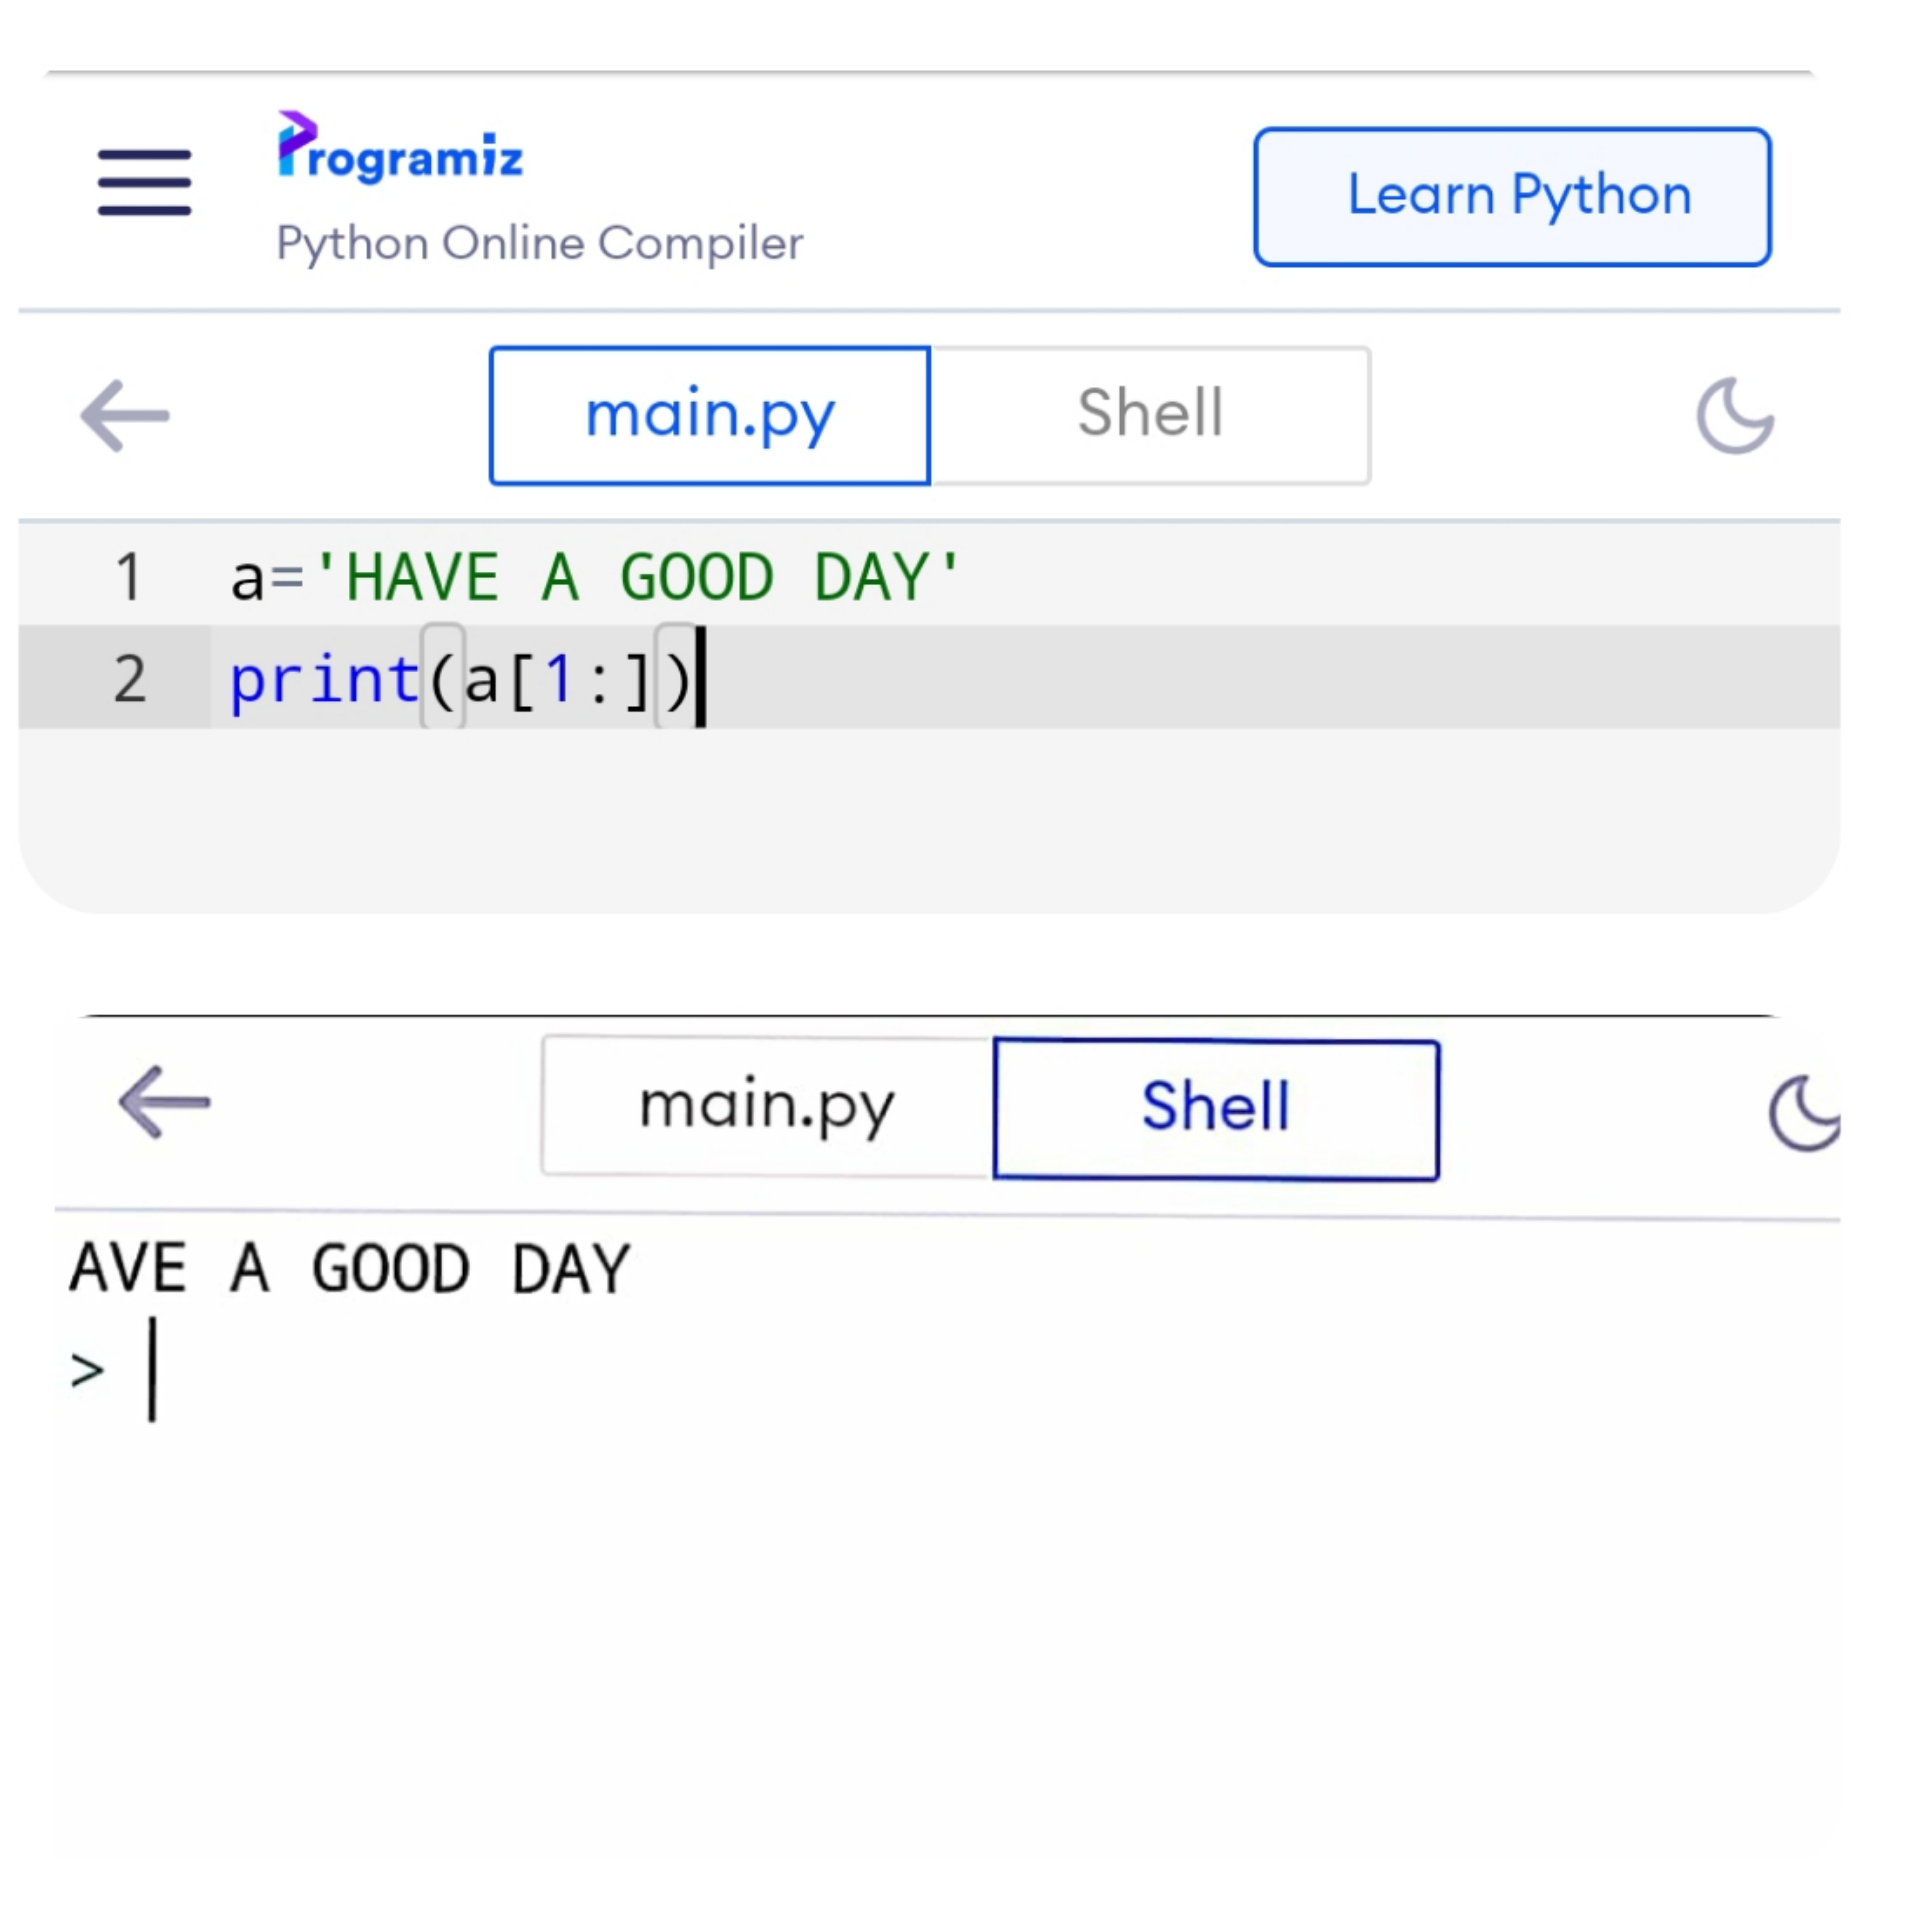 Programiz
Python Online Compiler
Learn Python
main.py
Shell
1 a='HAVE A GOOD DAY'
2 print(a[1:])
main.py
Shell
AVE A GOOD DAY
>